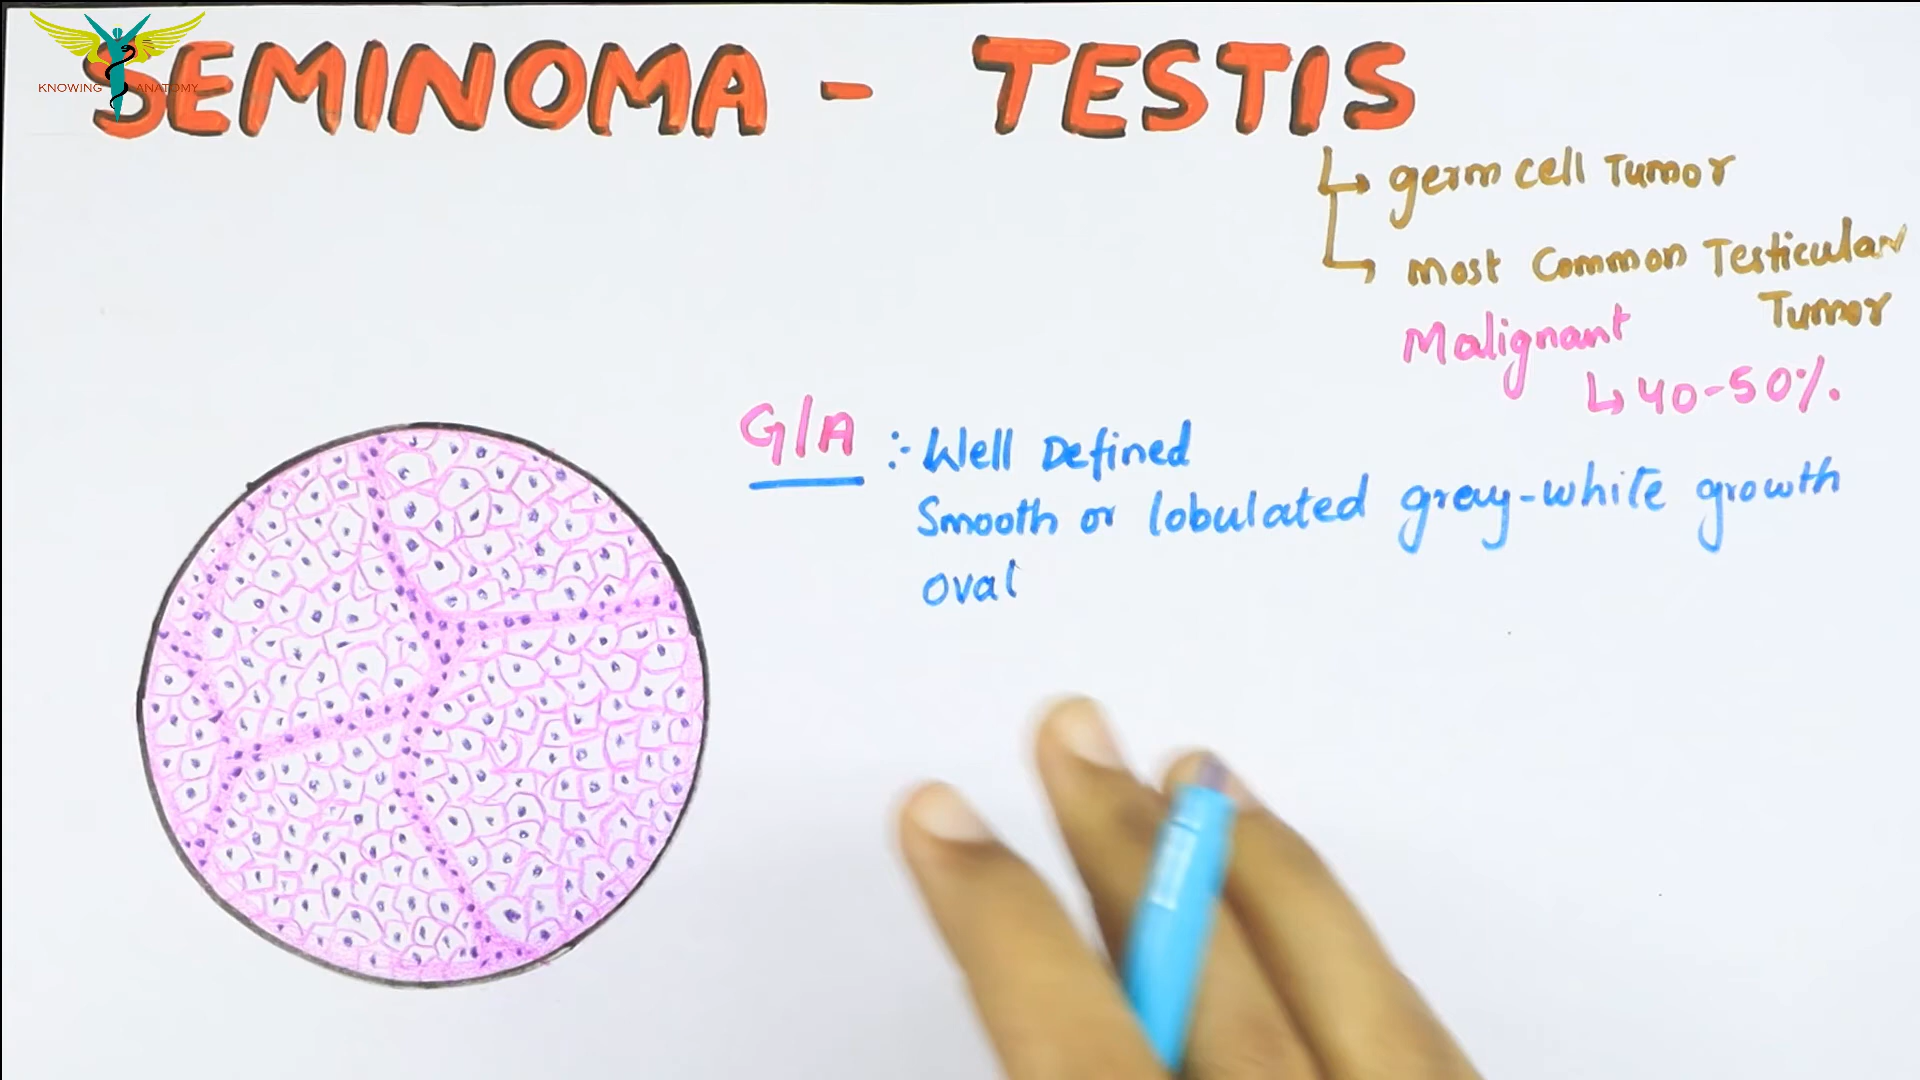 KNOWING ANATOMY
SEMINOMA - TESTIS
germ cell Tumor
most Common Testicular
Tumor
Malignant
40-50%.
G/A :- Well Defined
Smooth or lobulated grey-white growth
oval